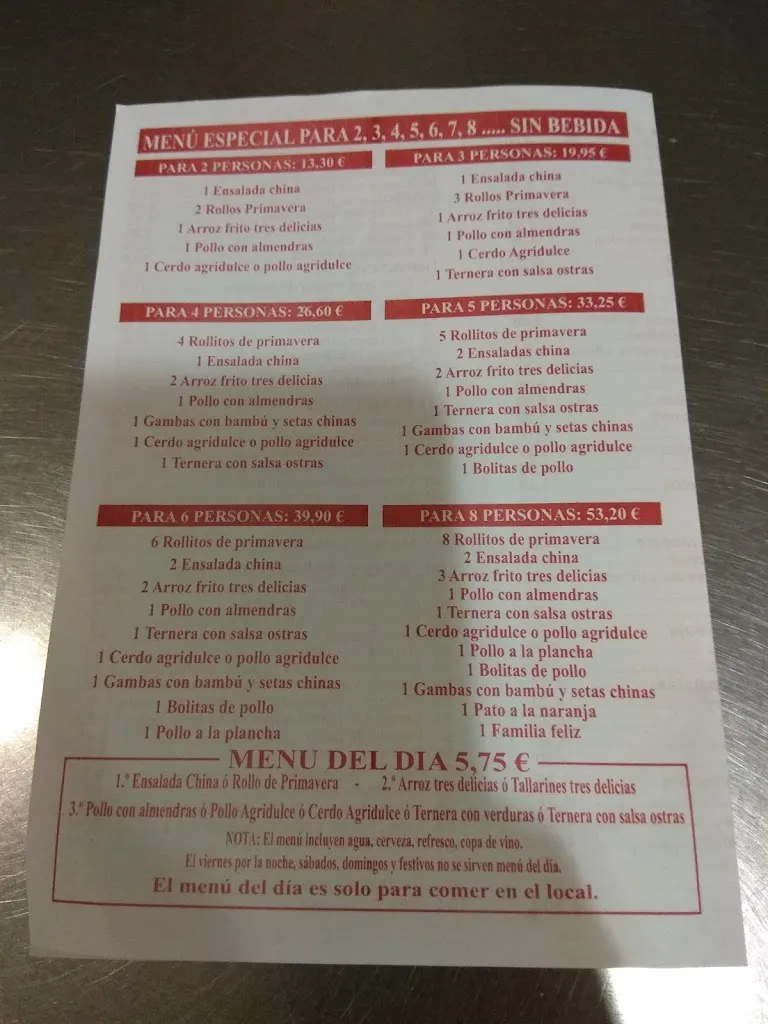 MENÚ ESPECIAL PARA 2, 3, 4, 5, 6, 7, 8 ..... SIN BEBIDA
PARA 2 PERSONAS: 13,30 €
1 Ensalada china
2 Rollos Primavera
1 Arroz frito tres delicias
1 Pollo con almendras
1 Cerdo agridulce o pollo agridulce
PARA 3 PERSONAS: 19,95 €
1 Ensalada china
3 Rollos Primavera
1 Arroz frito tres delicias
1 Pollo con almendras
1 Cerdo Agridulce
1 Ternera con salsa ostras
PARA 4 PERSONAS: 26,60 €
4 Rollitos de primavera
1 Ensalada china
2 Arroz frito tres delicias
1 Pollo con almendras
1 Gambas con bambú y setas chinas
1 Cerdo agridulce o pollo agridulce
1 Ternera con salsa ostras
PARA 5 PERSONAS: 33,25 €
5 Rollitos de primavera
2 Ensaladas china
2 Arroz frito tres delicias
1 Pollo con almendras
1 Ternera con salsa ostras
1 Gambas con bambú y setas chinas
1 Cerdo agridulce o pollo agridulce
1 Bolitas de pollo
PARA 6 PERSONAS: 39,90 €
6 Rollitos de primavera
2 Ensalada china
2 Arroz frito tres delicias
1 Pollo con almendras
1 Ternera con salsa ostras
1 Cerdo agridulce o pollo agridulce
1 Gambas con bambú y setas chinas
1 Bolitas de pollo
1 Pollo a la plancha
PARA 8 PERSONAS: 53,20 €
8 Rollitos de primavera
2 Ensalada china
3 Arroz frito tres delicias
1 Pollo con almendras
1 Ternera con salsa ostras
1 Cerdo agridulce o pollo agridulce
1 Pollo a la plancha
1 Bolitas de pollo
1 Gambas con bambú y setas chinas
1 Pato a la naranja
1 Familia feliz
MENU DEL DIA 5,75 €
1.º Ensalada China ó Rollo de Primavera - 2.º Arroz tres delicias ó Tallarines tres delicias
3.º Pollo con almendras ó Pollo Agridulce ó Cerdo Agridulce ó Ternera con verduras ó Ternera con salsa ostras
NOTA: El menú incluyen agua, cerveza, refresco, copa de vino.
El viernes por la noche, sábados, domingos y festivos no se sirven menú del día.
El menú del día es solo para comer en el local.